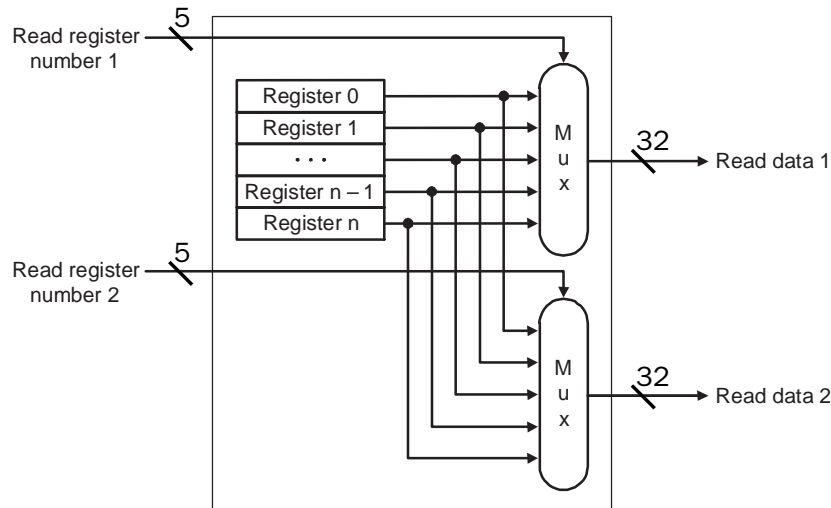 5
Read register
number 1
Register 0
Register 1
· · ·
Register n – 1
Register n
M
u
x
32
Read data 1
5
Read register
number 2
M
u
x
32
Read data 2